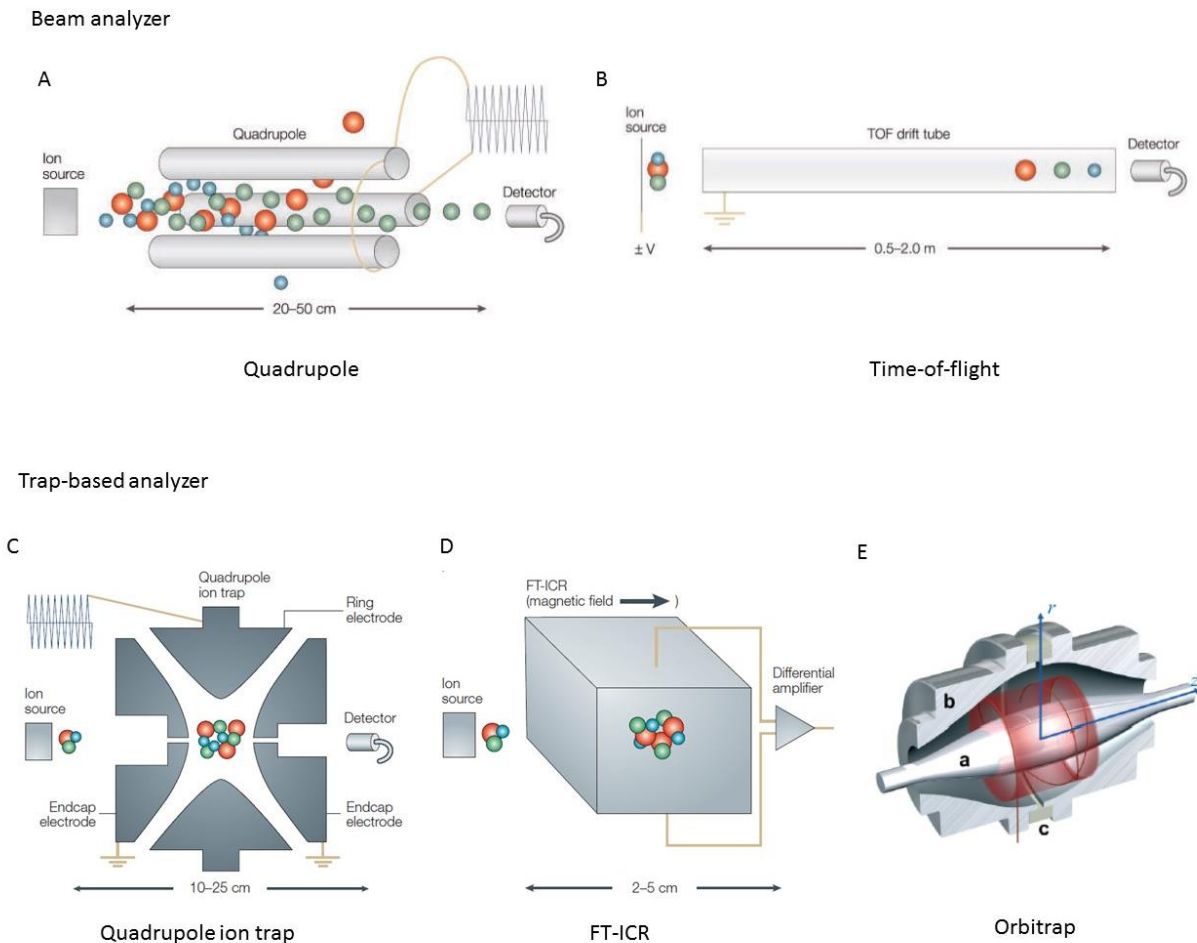 Beam analyzer
A
Quadrupole
Ion
source
Detector
20–50 cm
Quadrupole
B
Ion
source
TOF drift tube
Detector
± V
0.5–2.0 m
Time-of-flight
Trap-based analyzer
C
Quadrupole
ion trap
Ring
electrode
Ion
source
Detector
Endcap
electrode
Endcap
electrode
10–25 cm
Quadrupole ion trap
D
FT-ICR
(magnetic field )
Ion
source
Differential
amplifier
2–5 cm
FT-ICR
E
r
z
b
a
c
Orbitrap